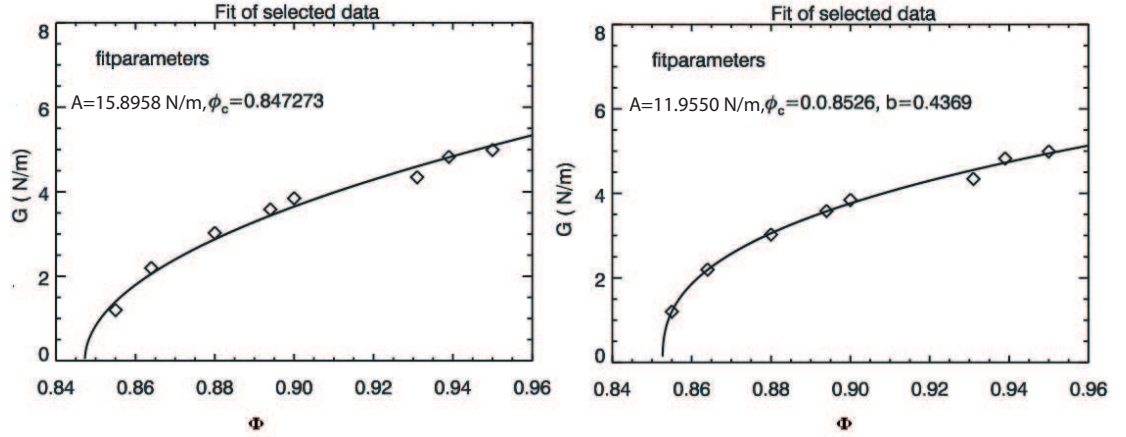 Fit of selected data
fitparameters
A=15.8958 N/m, ϕc=0.847273
8
6
4
2
0
G ( N/m)
0.84 0.86 0.88 0.90 0.92 0.94 0.96
Φ
Fit of selected data
fitparameters
A=11.9550 N/m, ϕc=0.0.8526, b=0.4369
8
6
4
2
0
G ( N/m)
0.84 0.86 0.88 0.90 0.92 0.94 0.96
Φ